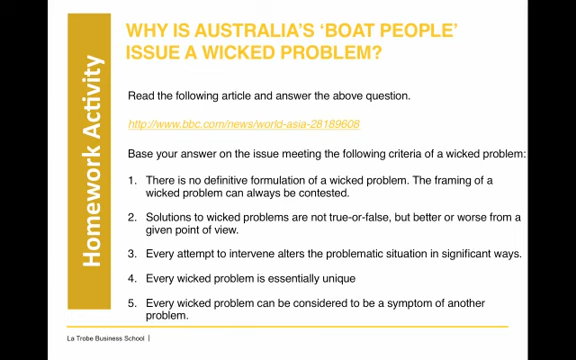 WHY IS AUSTRALIA'S 'BOAT PEOPLE'
ISSUE A WICKED PROBLEM?
Homework Activity
Read the following article and answer the above question.
http://www.bbc.com/news/world-asia-28189608
Base your answer on the issue meeting the following criteria of a wicked problem:
1. There is no definitive formulation of a wicked problem. The framing of a
wicked problem can always be contested.
2. Solutions to wicked problems are not true-or-false, but better or worse from a
given point of view.
3. Every attempt to intervene alters the problematic situation in significant ways.
4. Every wicked problem is essentially unique
5. Every wicked problem can be considered to be a symptom of another
problem.
La Trobe Business School |